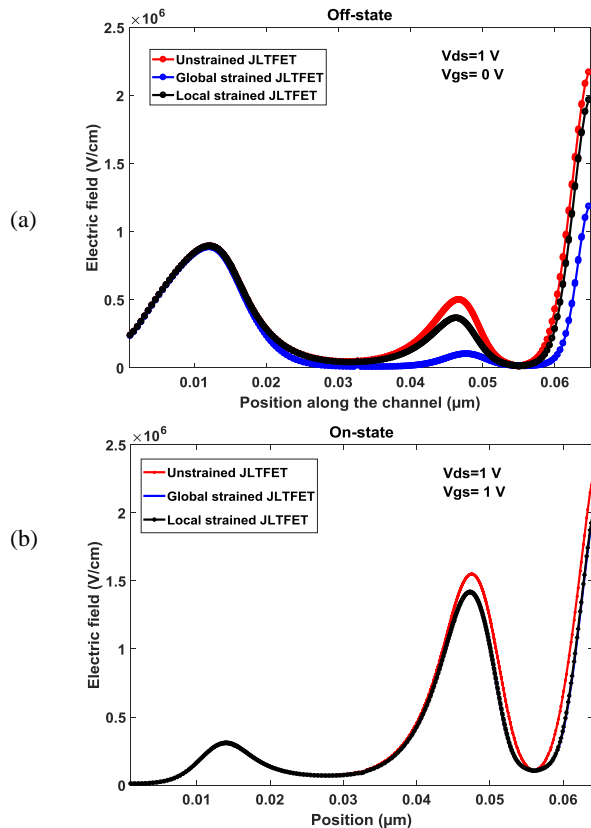 (a)
Off-state
×10⁶
Electric field (V/cm)
2.5
2
1.5
1
0.5
0
Unstrained JLTFET
Global strained JLTFET
Local strained JLTFET
Vds=1 V
Vgs= 0 V
0.01 0.02 0.03 0.04 0.05 0.06
Position along the channel (µm)
(b)
On-state
×10⁶
Electric field (V/cm)
2.5
2
1.5
1
0.5
0
Unstrained JLTFET
Global strained JLTFET
Local strained JLTFET
Vds=1 V
Vgs= 1 V
0.01 0.02 0.03 0.04 0.05 0.06
Position (µm)